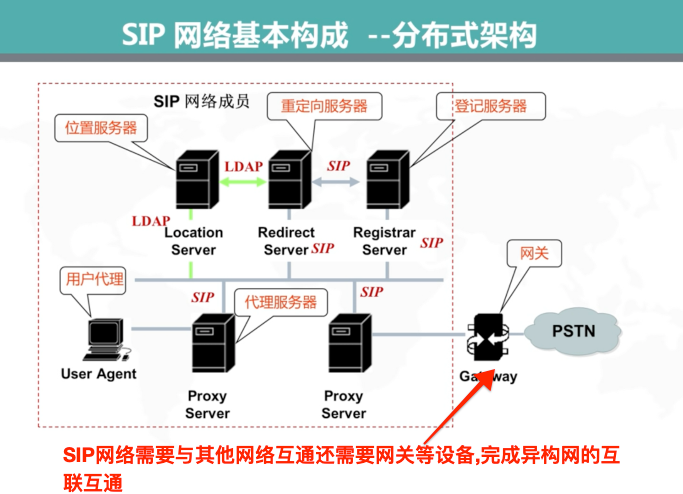 SIP 网络基本构成 --分布式架构
SIP 网络成员
重定向服务器
登记服务器
位置服务器
LDAP
SIP
LDAP
Location
Server
Redirect
Server
SIP
Registrar
Server
SIP
网关
用户代理
SIP
代理服务器
SIP
PSTN
User Agent
Gateway
Proxy
Server
Proxy
Server
SIP网络需要与其他网络互通还需要网关等设备,完成异构网的互
联互通